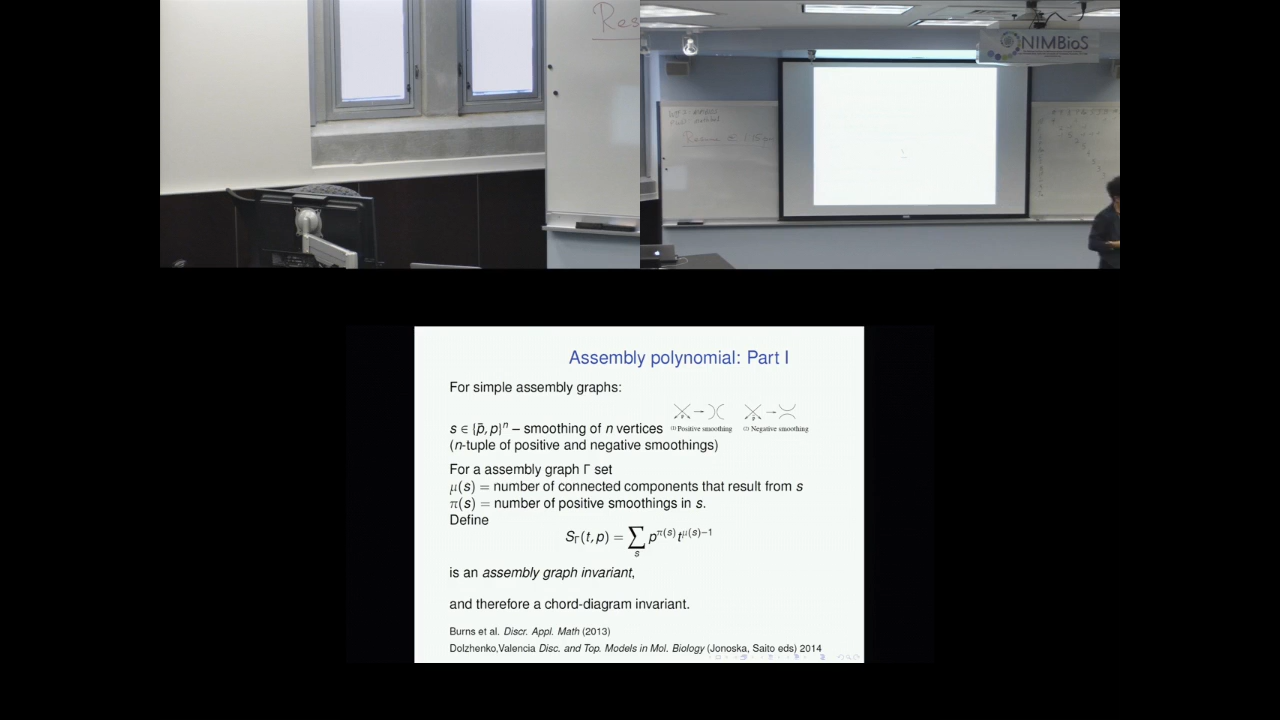 Res
NIMBioS
Assembly polynomial: Part I
For simple assembly graphs:
s ∈ {p̄, p}ⁿ – smoothing of n vertices
(1) Positive smoothing
(2) Negative smoothing
(n-tuple of positive and negative smoothings)
For a assembly graph Γ set
μ(s) = number of connected components that result from s
π(s) = number of positive smoothings in s.
Define
S_Γ(t, p) = ∑_s p^{π(s)} t^{μ(s)−1}
is an assembly graph invariant,
and therefore a chord-diagram invariant.
Burns et al. Discr. Appl. Math (2013)
Dolzhenko,Valencia Disc. and Top. Models in Mol. Biology (Jonoska, Saito eds) 2014